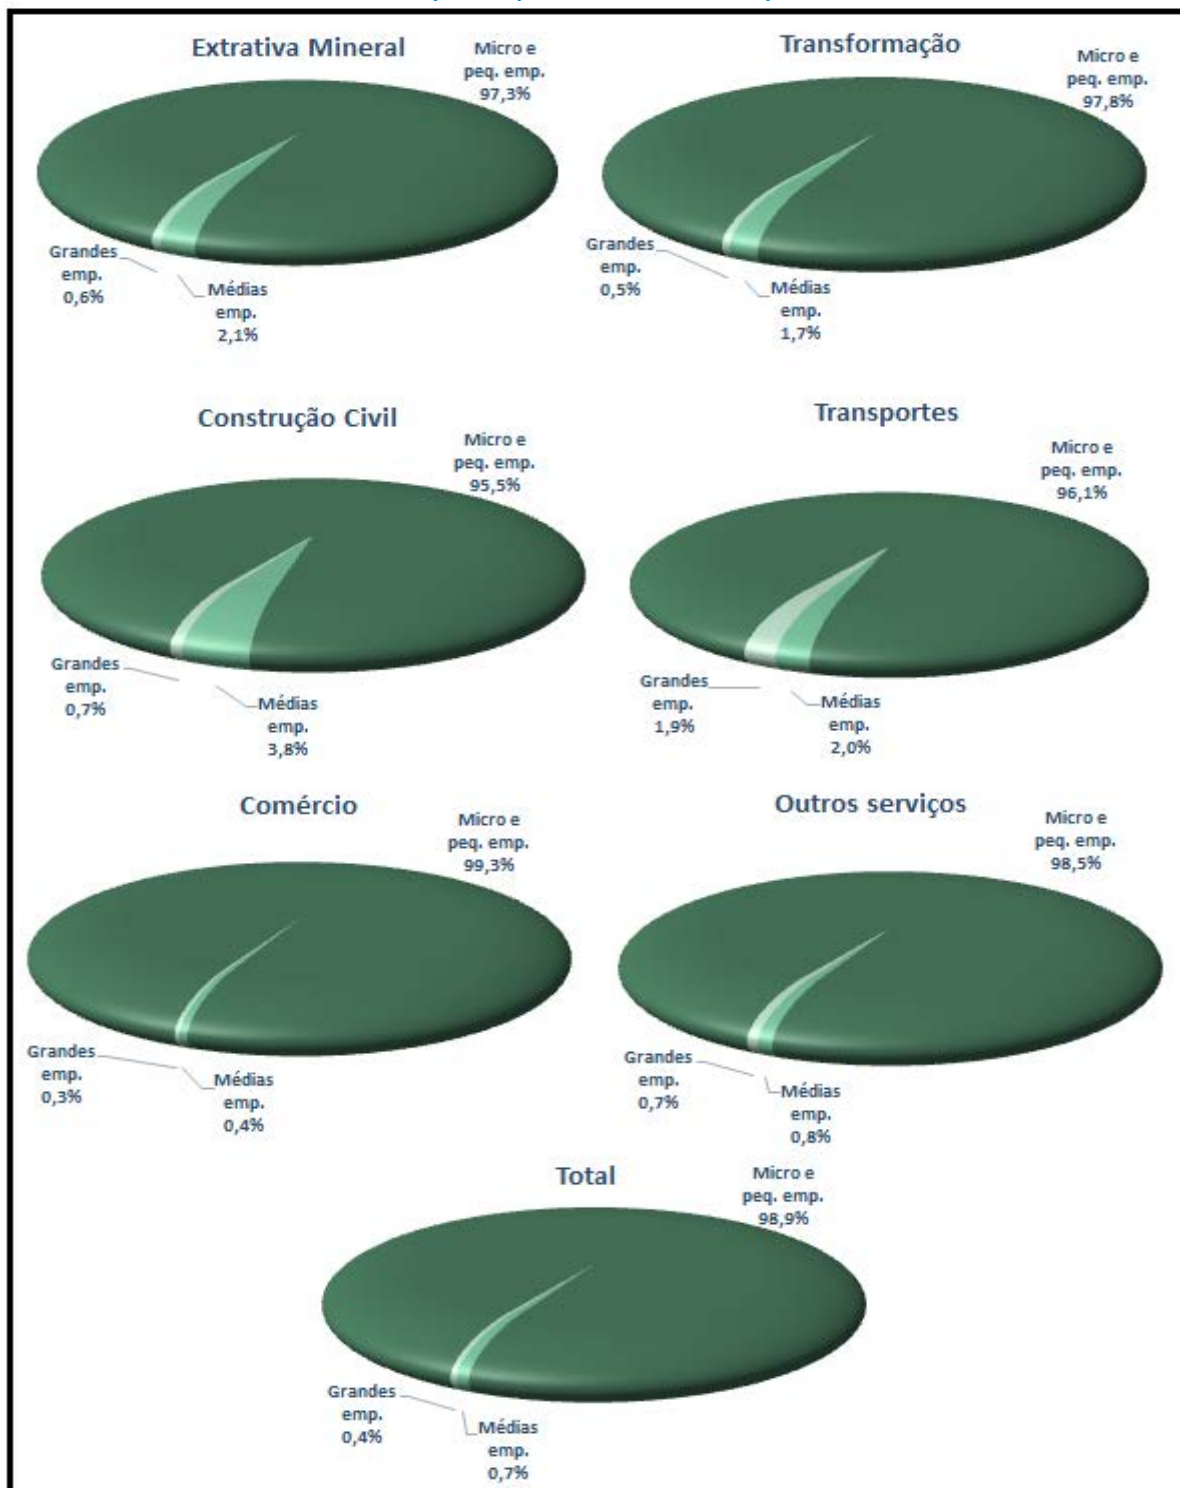 Extrativa Mineral
Micro e
peq. emp.
97,3%
Grandes
emp.
0,6%
Médias
emp.
2,1%
Transformação
Micro e
peq. emp.
97,8%
Grandes
emp.
0,5%
Médias
emp.
1,7%
Construção Civil
Micro e
peq. emp.
95,5%
Grandes
emp.
0,7%
Médias
emp.
3,8%
Transportes
Micro e
peq. emp.
96,1%
Grandes
emp.
1,9%
Médias
emp.
2,0%
Comércio
Micro e
peq. emp.
99,3%
Grandes
emp.
0,3%
Médias
emp.
0,4%
Outros serviços
Micro e
peq. emp.
98,5%
Grandes
emp.
0,7%
Médias
emp.
0,8%
Total
Micro e
peq. emp.
98,9%
Grandes
emp.
0,4%
Médias
emp.
0,7%